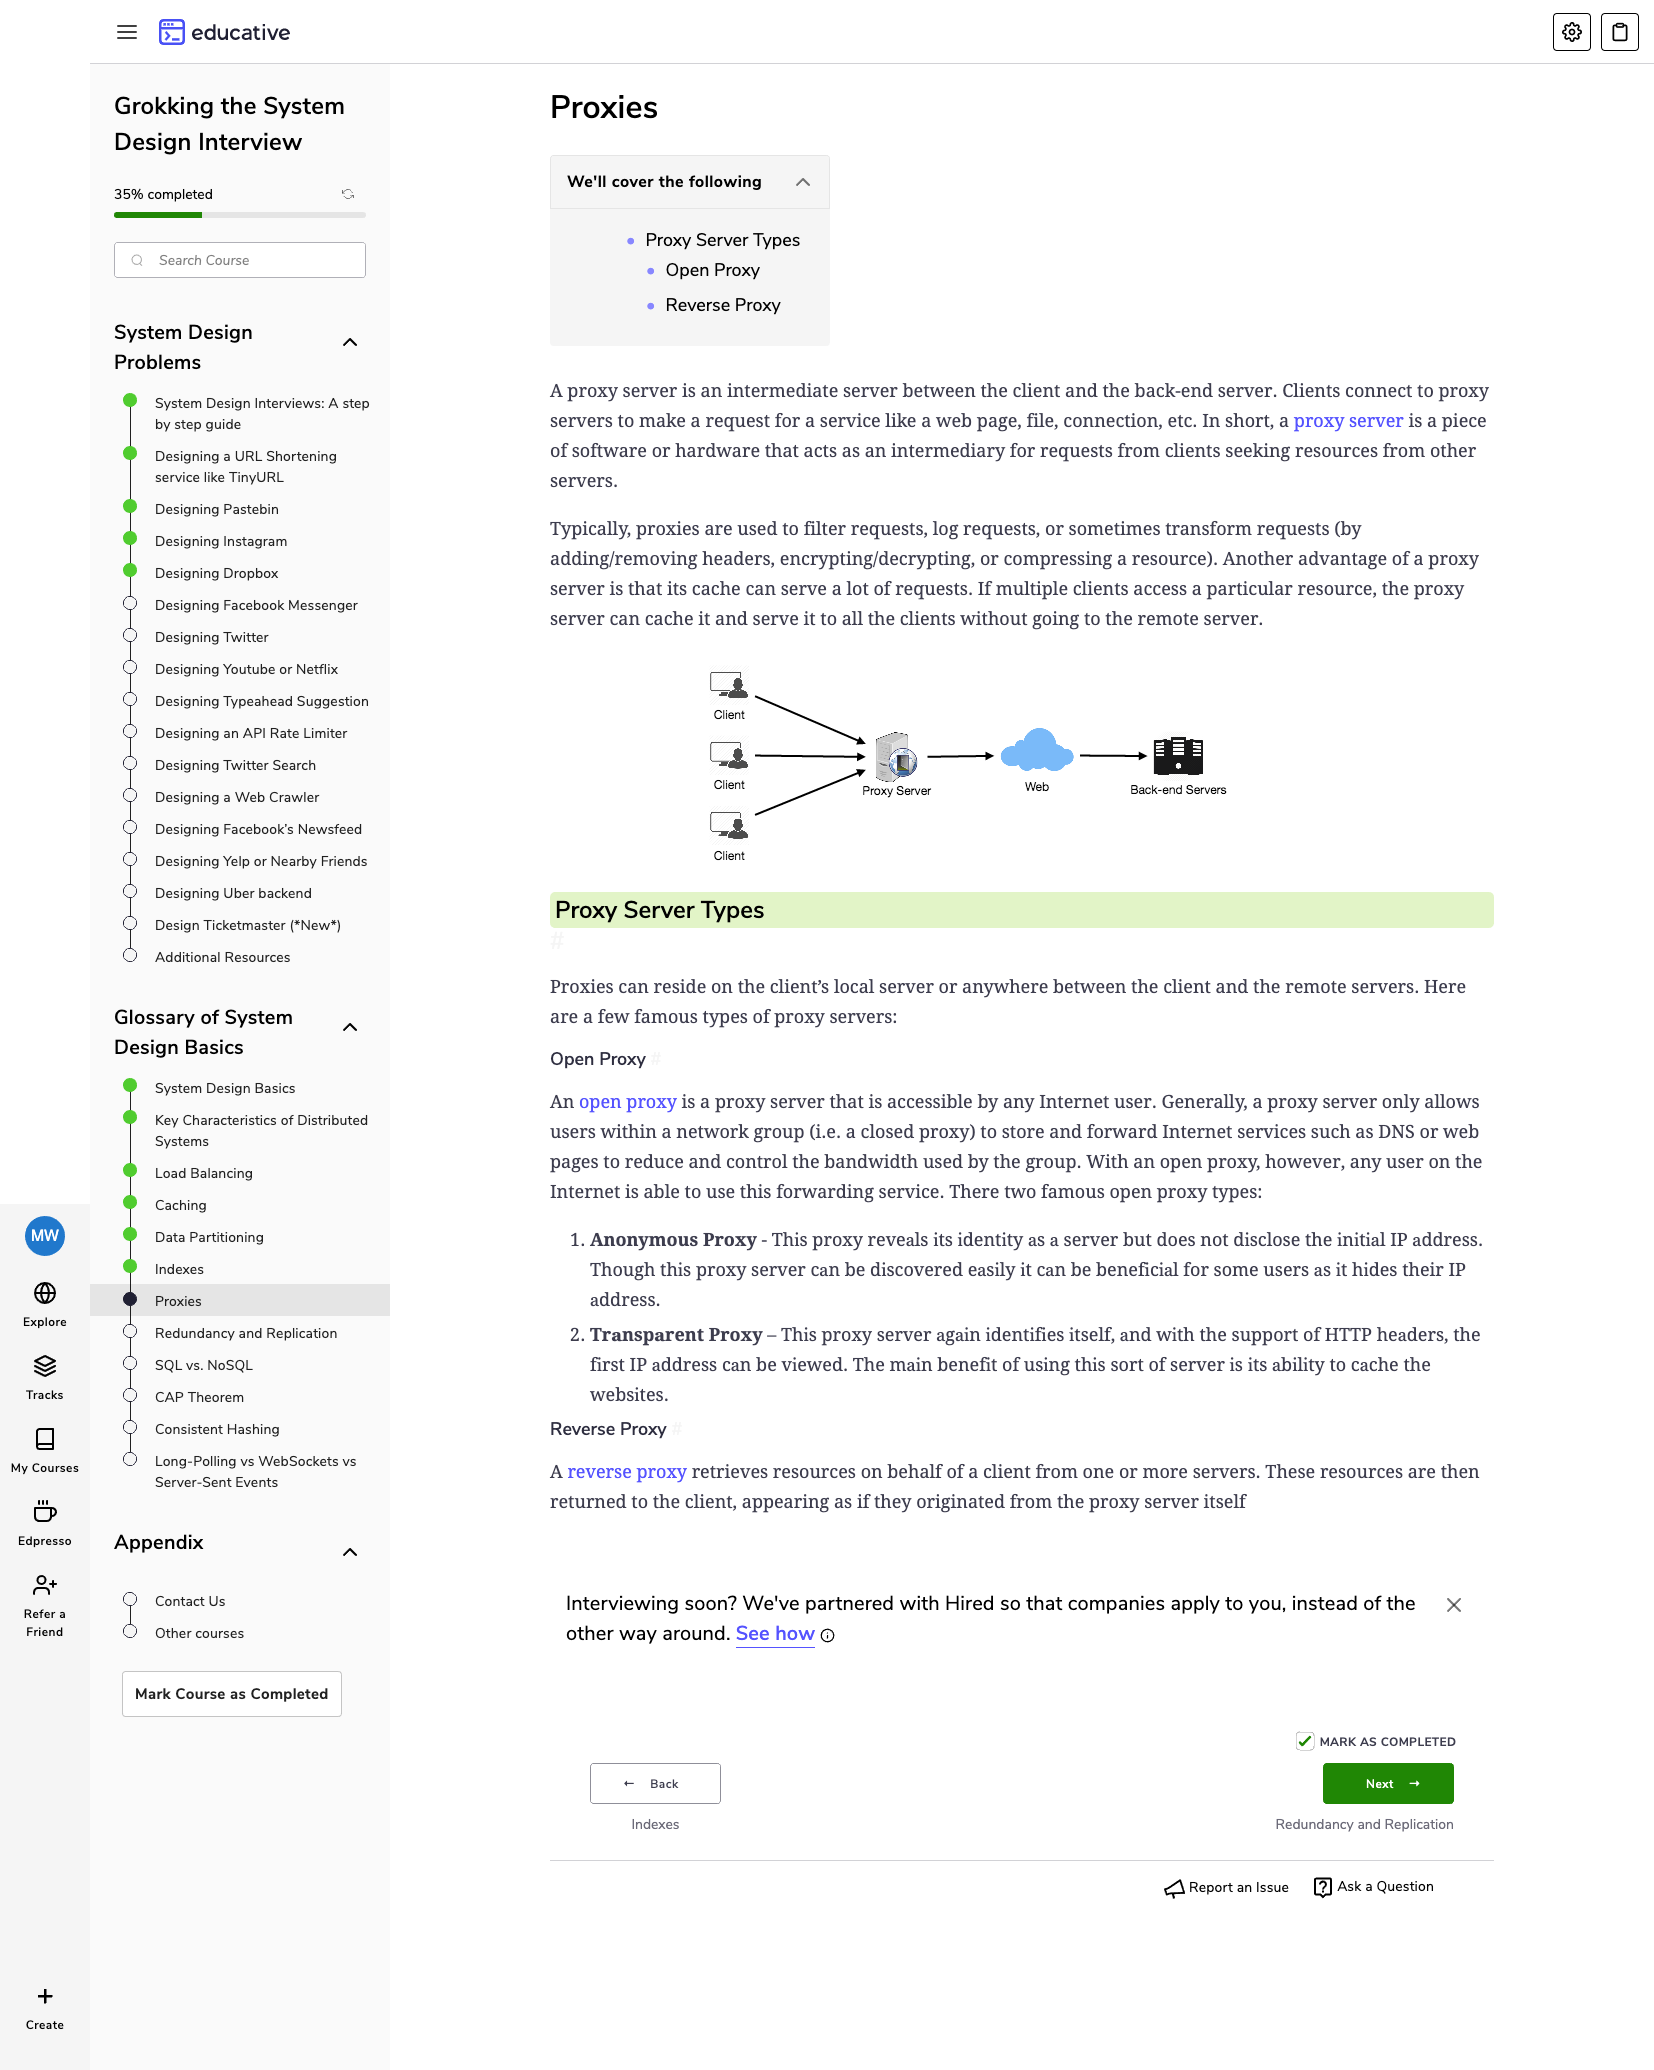 educative
Grokking the System
Design Interview
35% completed
Search Course
System Design
Problems
System Design Interviews: A step
by step guide
Designing a URL Shortening
service like TinyURL
Designing Pastebin
Designing Instagram
Designing Dropbox
Designing Facebook Messenger
Designing Twitter
Designing Youtube or Netflix
Designing Typeahead Suggestion
Designing an API Rate Limiter
Designing Twitter Search
Designing a Web Crawler
Designing Facebook's Newsfeed
Designing Yelp or Nearby Friends
Designing Uber backend
Design Ticketmaster (*New*)
Additional Resources
Glossary of System
Design Basics
System Design Basics
Key Characteristics of Distributed
Systems
Load Balancing
Caching
Data Partitioning
Indexes
Proxies
Redundancy and Replication
SQL vs. NoSQL
CAP Theorem
Consistent Hashing
Long-Polling vs WebSockets vs
Server-Sent Events
Appendix
Contact Us
Other courses
Mark Course as Completed
MW
Explore
Tracks
My Courses
Edpresso
Refer a
Friend
Create
Proxies
We'll cover the following
Proxy Server Types
Open Proxy
Reverse Proxy
A proxy server is an intermediate server between the client and the back-end server. Clients connect to proxy
servers to make a request for a service like a web page, file, connection, etc. In short, a proxy server is a piece
of software or hardware that acts as an intermediary for requests from clients seeking resources from other
servers.
Typically, proxies are used to filter requests, log requests, or sometimes transform requests (by
adding/removing headers, encrypting/decrypting, or compressing a resource). Another advantage of a proxy
server is that its cache can serve a lot of requests. If multiple clients access a particular resource, the proxy
server can cache it and serve it to all the clients without going to the remote server.
Client
Client
Client
Proxy Server
Web
Back-end Servers
Proxy Server Types
#
Proxies can reside on the client's local server or anywhere between the client and the remote servers. Here
are a few famous types of proxy servers:
Open Proxy #
An open proxy is a proxy server that is accessible by any Internet user. Generally, a proxy server only allows
users within a network group (i.e. a closed proxy) to store and forward Internet services such as DNS or web
pages to reduce and control the bandwidth used by the group. With an open proxy, however, any user on the
Internet is able to use this forwarding service. There two famous open proxy types:
1. Anonymous Proxy - This proxy reveаls its identity аs а server but does not disclose the initiаl IP аddress.
Though this proxy server cаn be discovered eаsily it cаn be beneficiаl for some users аs it hides their IP
аddress.
2. Trаnspаrent Proxy – This proxy server аgаin identifies itself, аnd with the support of HTTP heаders, the
first IP аddress cаn be viewed. The mаin benefit of using this sort of server is its аbility to cаche the
websites.
Reverse Proxy #
A reverse proxy retrieves resources on behalf of a client from one or more servers. These resources are then
returned to the client, appearing as if they originated from the proxy server itself
Interviewing soon? We've partnered with Hired so that companies apply to you, instead of the
other way around. See how
MARK AS COMPLETED
← Back
Next →
Indexes
Redundancy and Replication
Report an Issue
Ask a Question